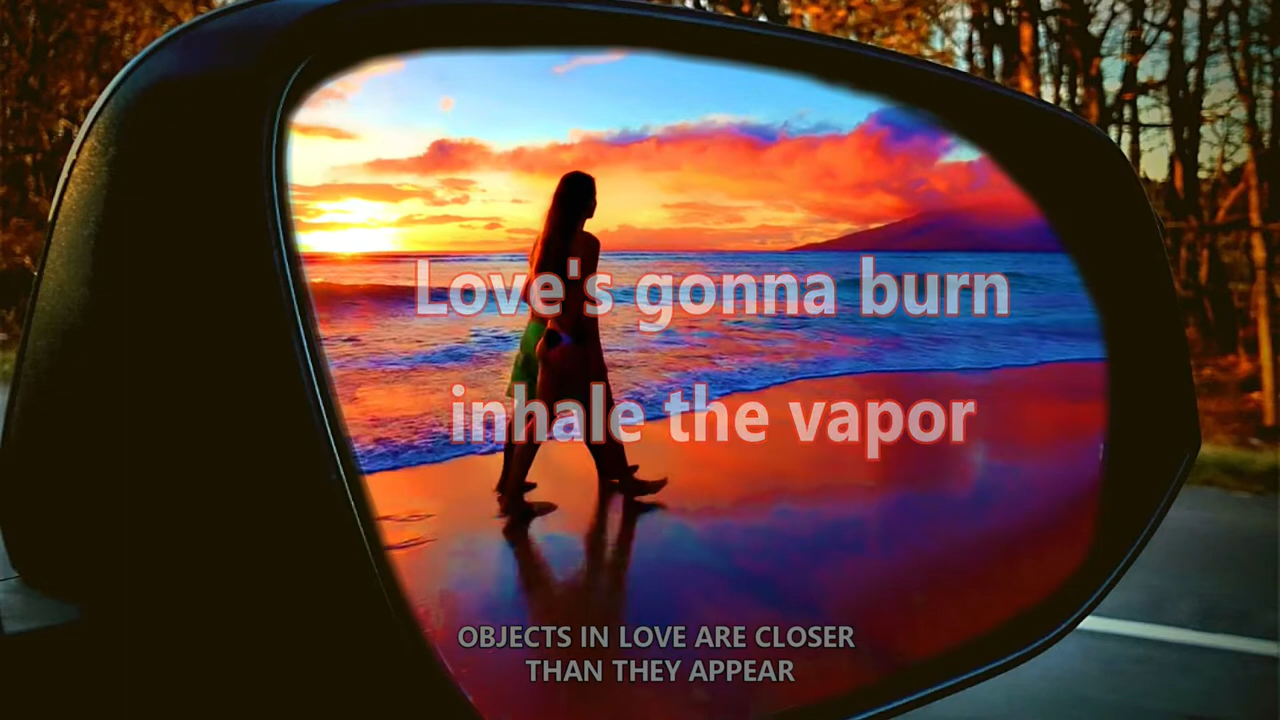 Love's gonna burn
inhale the vapor
OBJECTS IN LOVE ARE CLOSER
THAN THEY APPEAR